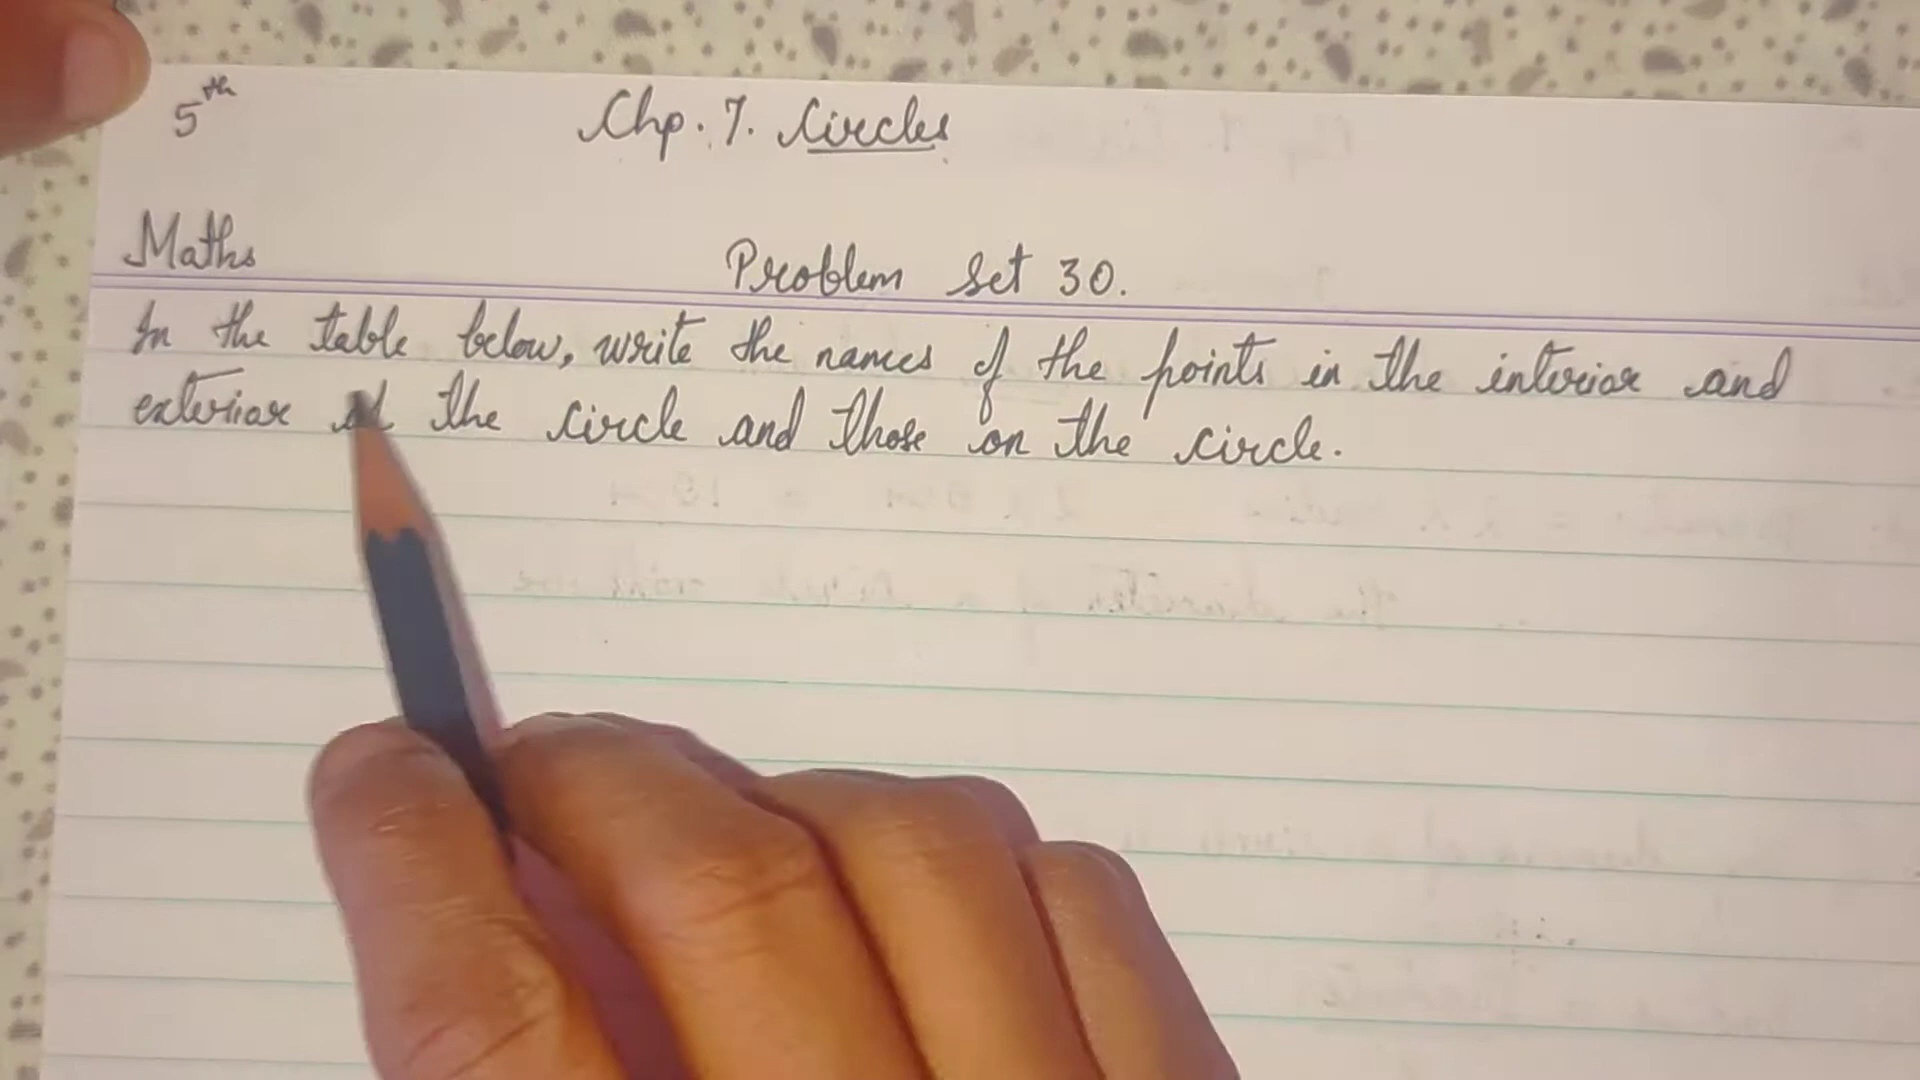 5th
Chp. 7. Circles
Maths
Problem Set 30.
In the table below, write the names of the points in the interior and
exterior of the circle and those on the circle.